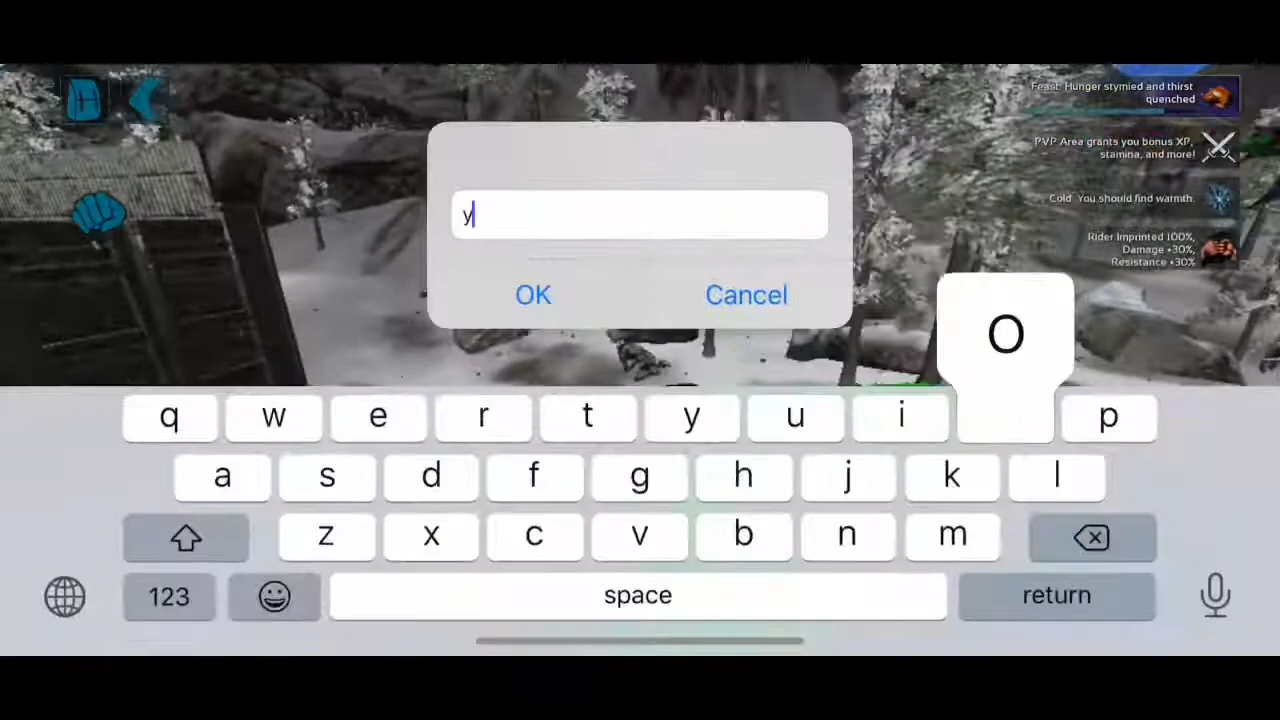 Feast: Hunger stymied and thirst
quenched
PVP Area grants you bonus XP,
stamina, and more!
Cold: You should find warmth.
Rider Imprinted 100%,
Damage +30%,
Resistance +30%
y
OK
Cancel
O
q w e r t y u i p
a s d f g h j k l
z x c v b n m
123
space
return